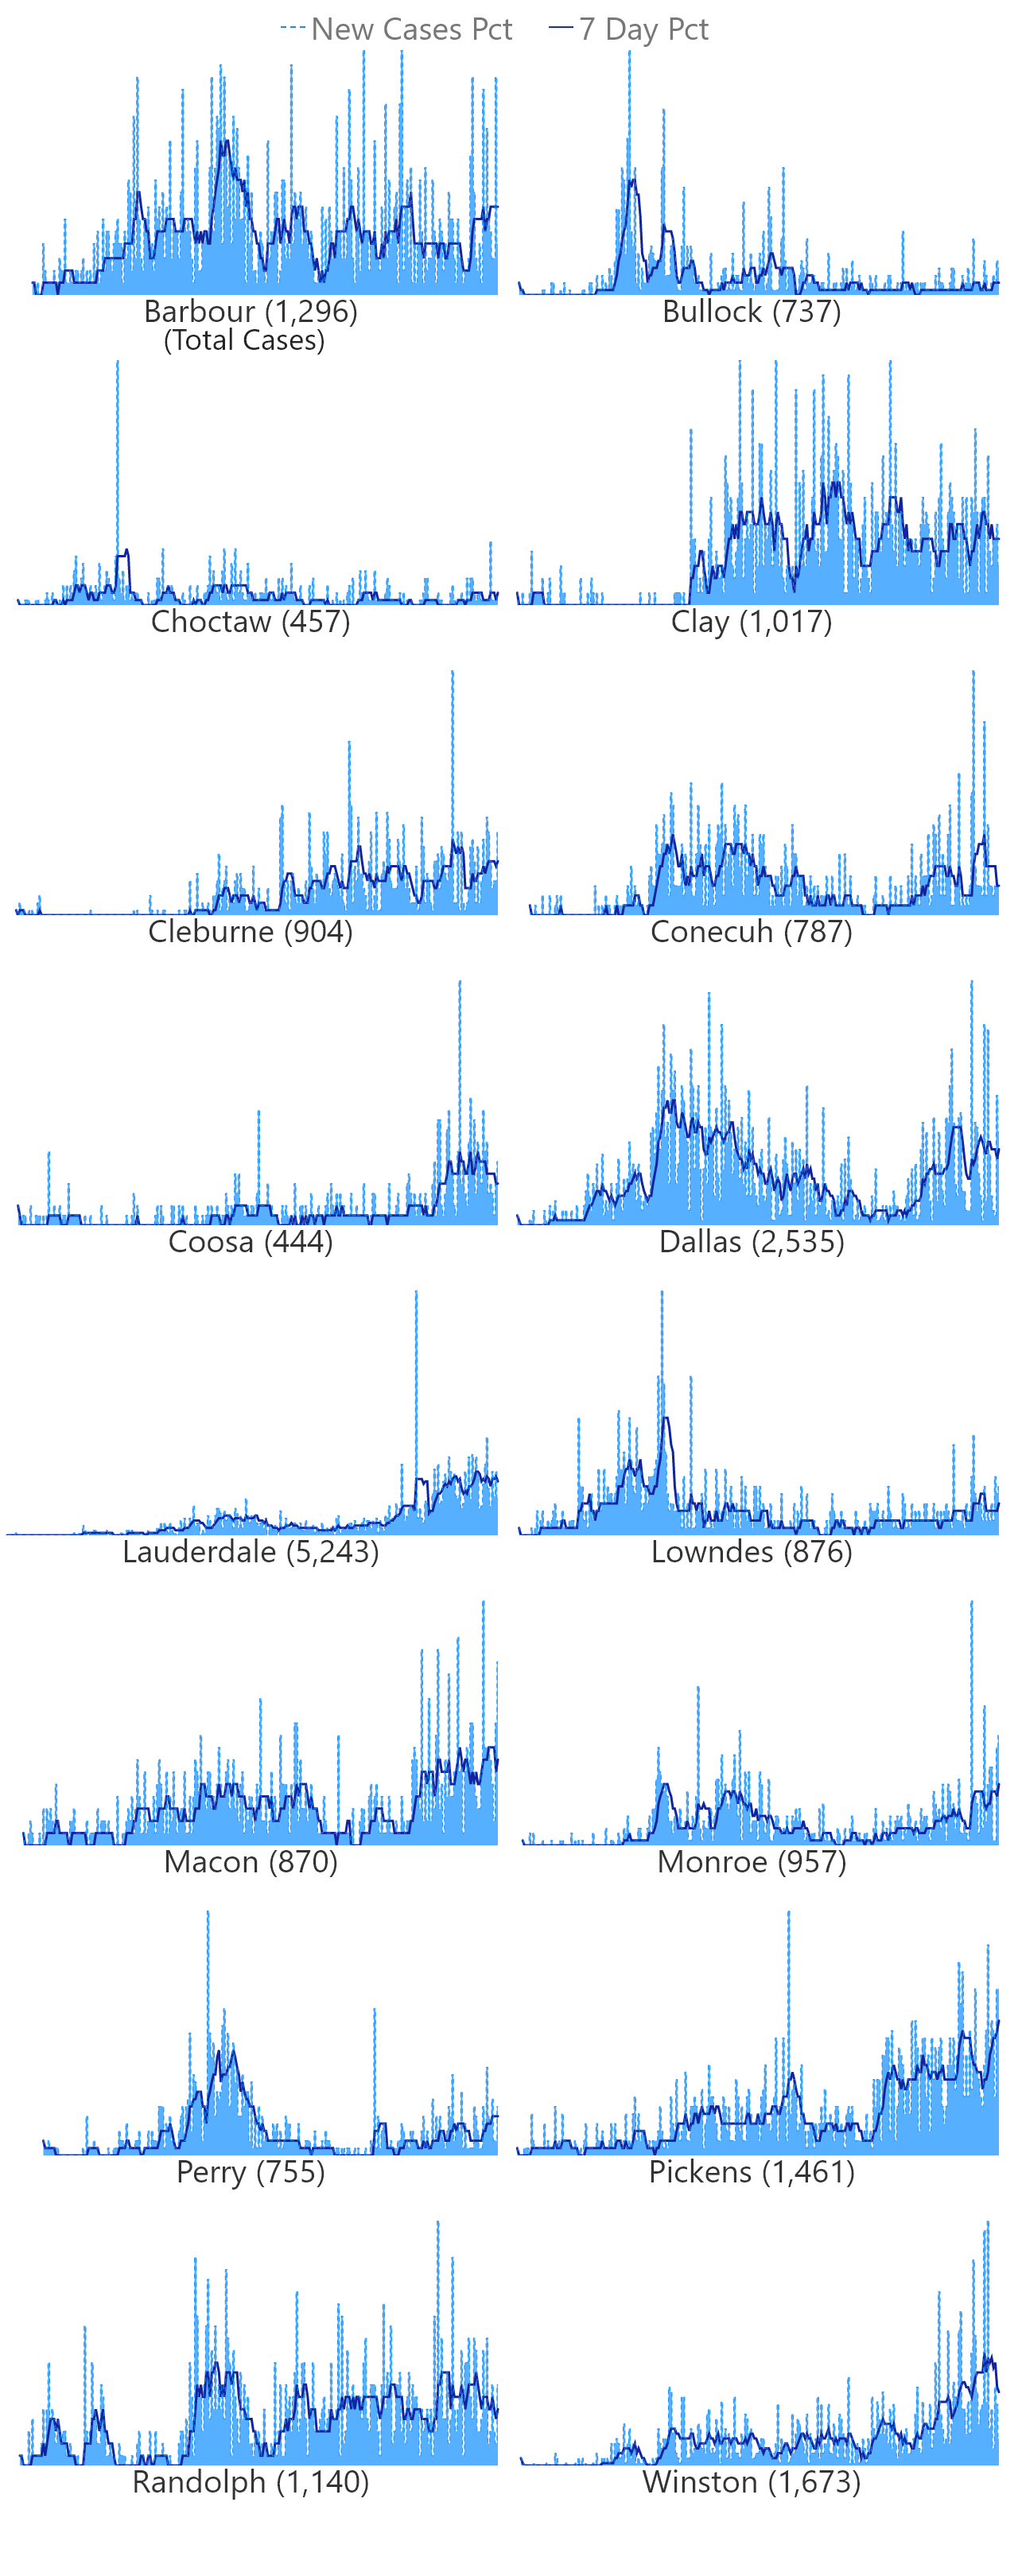 New Cases Pct 7 Day Pct
Barbour (1,296) Bullock (737)
(Total Cases)
Choctaw (457) Clay (1,017)
Cleburne (904) Conecuh (787)
Coosa (444) Dallas (2,535)
Lauderdale (5,243) Lowndes (876)
Macon (870) Monroe (957)
Perry (755) Pickens (1,461)
Randolph (1,140) Winston (1,673)